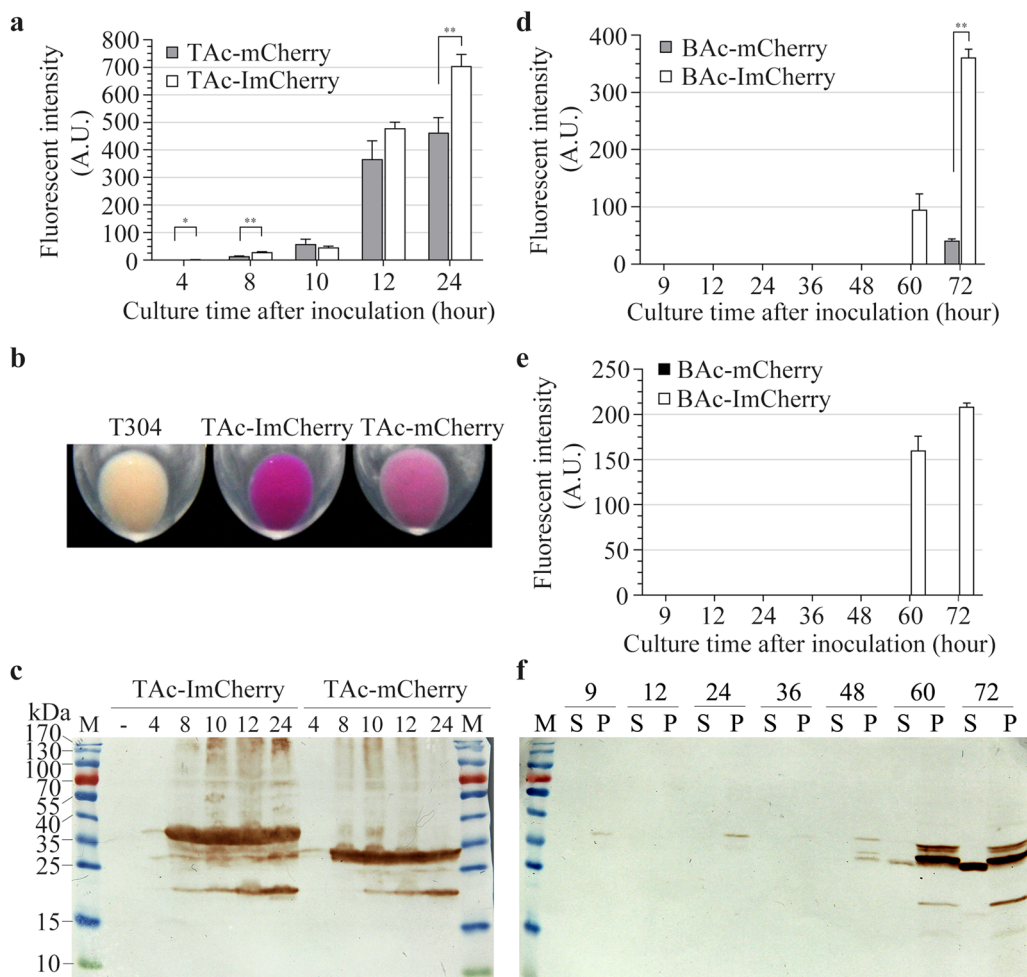 a
Fluorescent intensity
(A.U.)
800
700
600
500
400
300
200
100
0
TAc-mCherry
TAc-ImCherry
*
**
**
4 8 10 12 24
Culture time after inoculation (hour)
d
Fluorescent intensity
(A.U.)
400
300
200
100
0
BAc-mCherry
BAc-ImCherry
**
9 12 24 36 48 60 72
Culture time after inoculation (hour)
b
T304 TAc-ImCherry TAc-mCherry
e
Fluorescent intensity
(A.U.)
250
200
150
100
50
0
BAc-mCherry
BAc-ImCherry
9 12 24 36 48 60 72
Culture time after inoculation (hour)
c
TAc-ImCherry TAc-mCherry
kDa M - 4 8 10 12 24 4 8 10 12 24 M
170
130
100
70
55
40
35
25
15
10
f
9 12 24 36 48 60 72
M S P S P S P S P S P S P S P